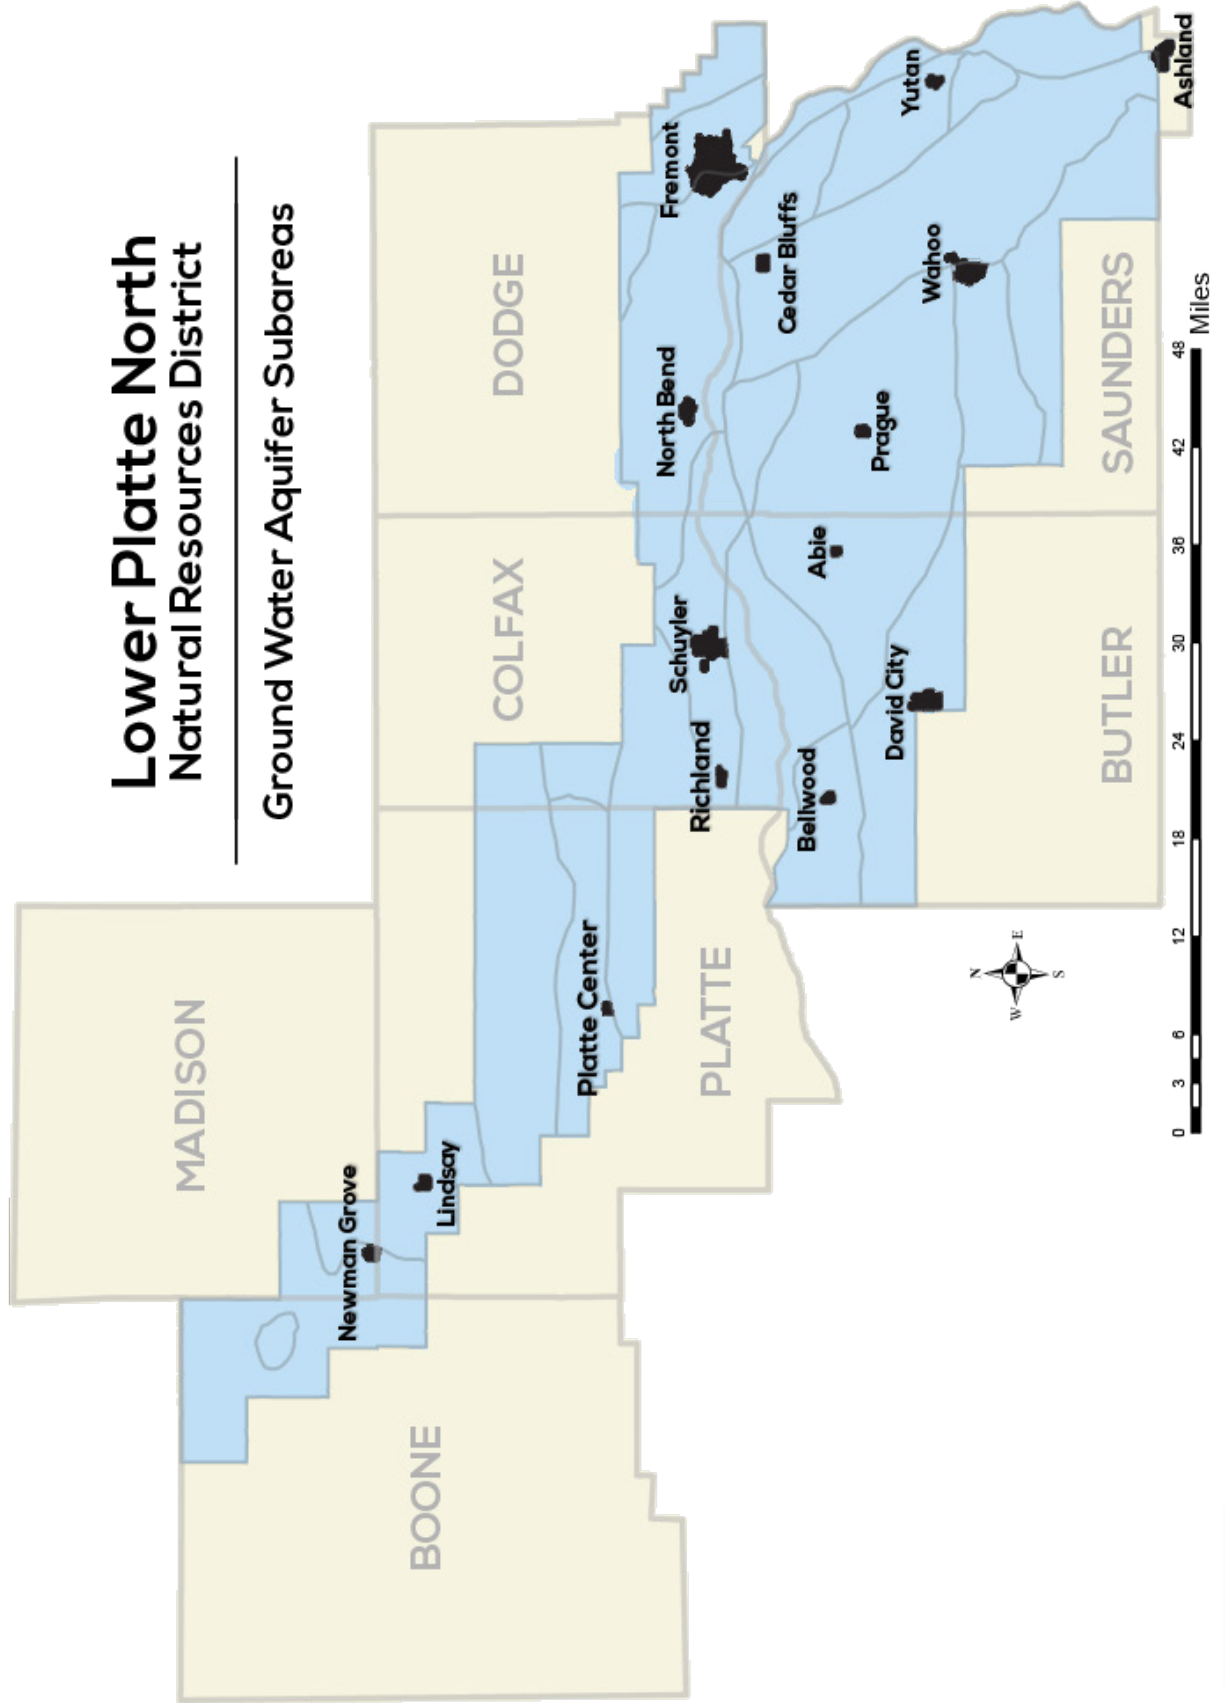 Lower Platte North
Natural Resources District
Ground Water Aquifer Subareas
MADISON
BOONE
Newman Grove
Lindsay
COLFAX
DODGE
Platte Center
PLATTE
Richland
Schuyler
North Bend
Fremont
Bellwood
Abie
Cedar Bluffs
Prague
David City
Wahoo
Yutan
BUTLER
SAUNDERS
Ashland
N
W
E
S
0 3 6 12 18 24 30 36 42 48
Miles